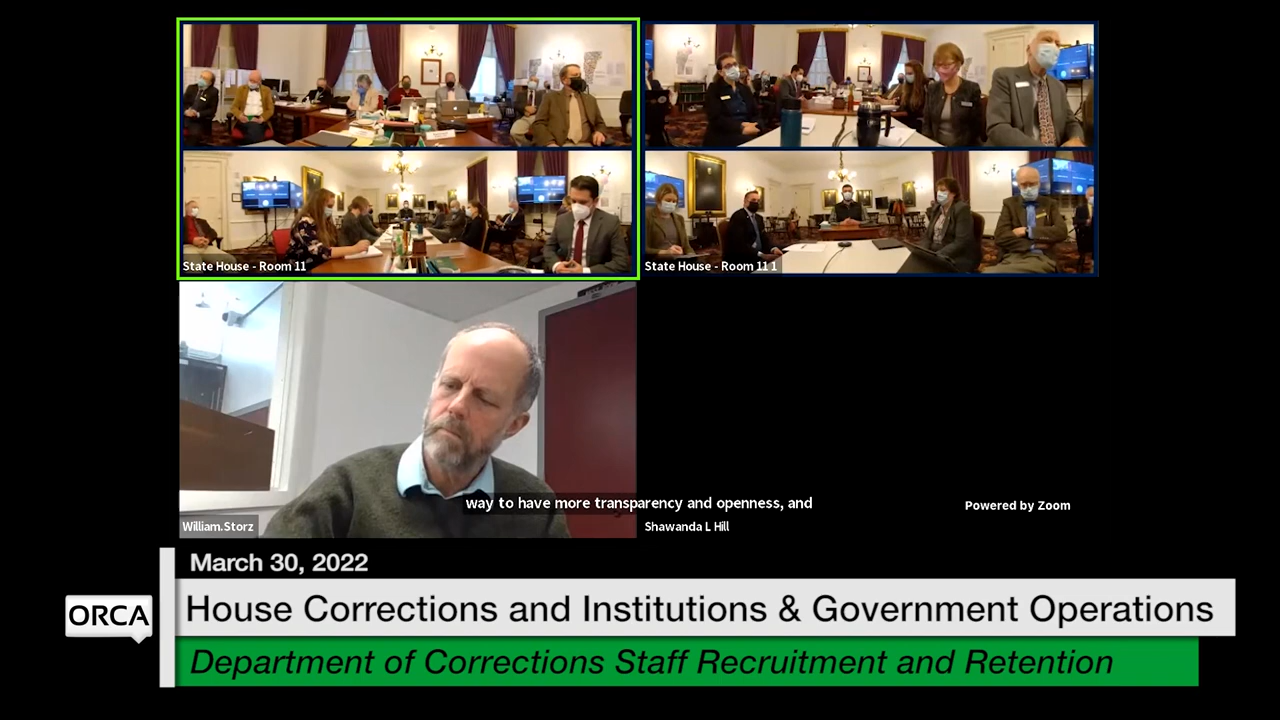 State House - Room 11
State House - Room 11 1
way to have more transparency and openness, and
Powered by Zoom
William.Storz
Shawanda L Hill
March 30, 2022
ORCA
House Corrections and Institutions & Government Operations
Department of Corrections Staff Recruitment and Retention